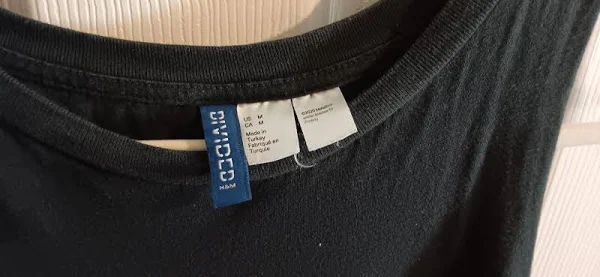 DIVIDED
H&M
US M
CA M
Made in
Turkey
Fabriqué en
Turquie